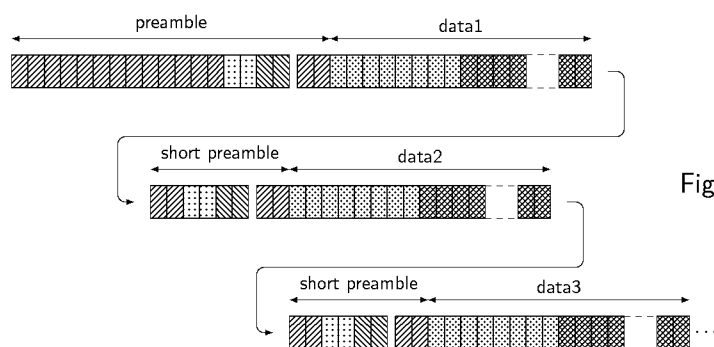 preamble data1
short preamble data2
Fig
short preamble data3
...